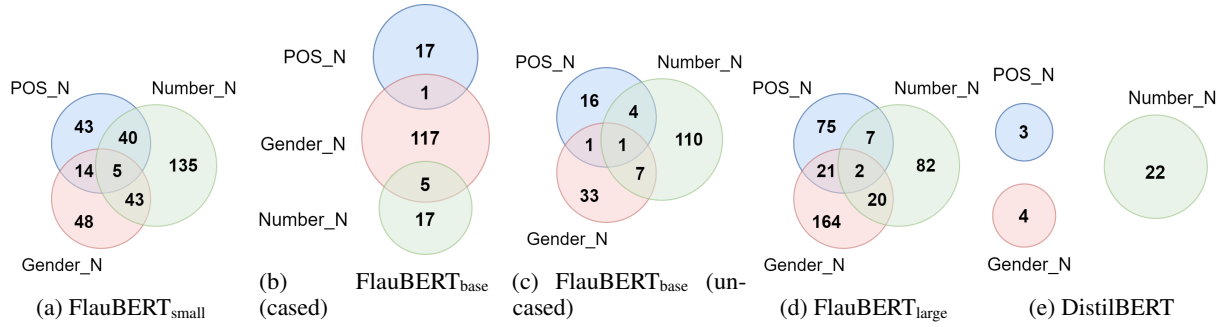 POS_N
Number_N
43
40
135
14
5
43
48
Gender_N
(a) FlauBERTsmall
POS_N
17
1
Gender_N
117
5
Number_N
17
(b) FlauBERTbase
(cased)
POS_N
Number_N
16
4
110
1
1
7
33
Gender_N
(c) FlauBERTbase (un-
cased)
POS_N
Number_N
75
7
82
21
2
20
164
Gender_N
(d) FlauBERTlarge
POS_N
3
Number_N
22
4
Gender_N
(e) DistilBERT